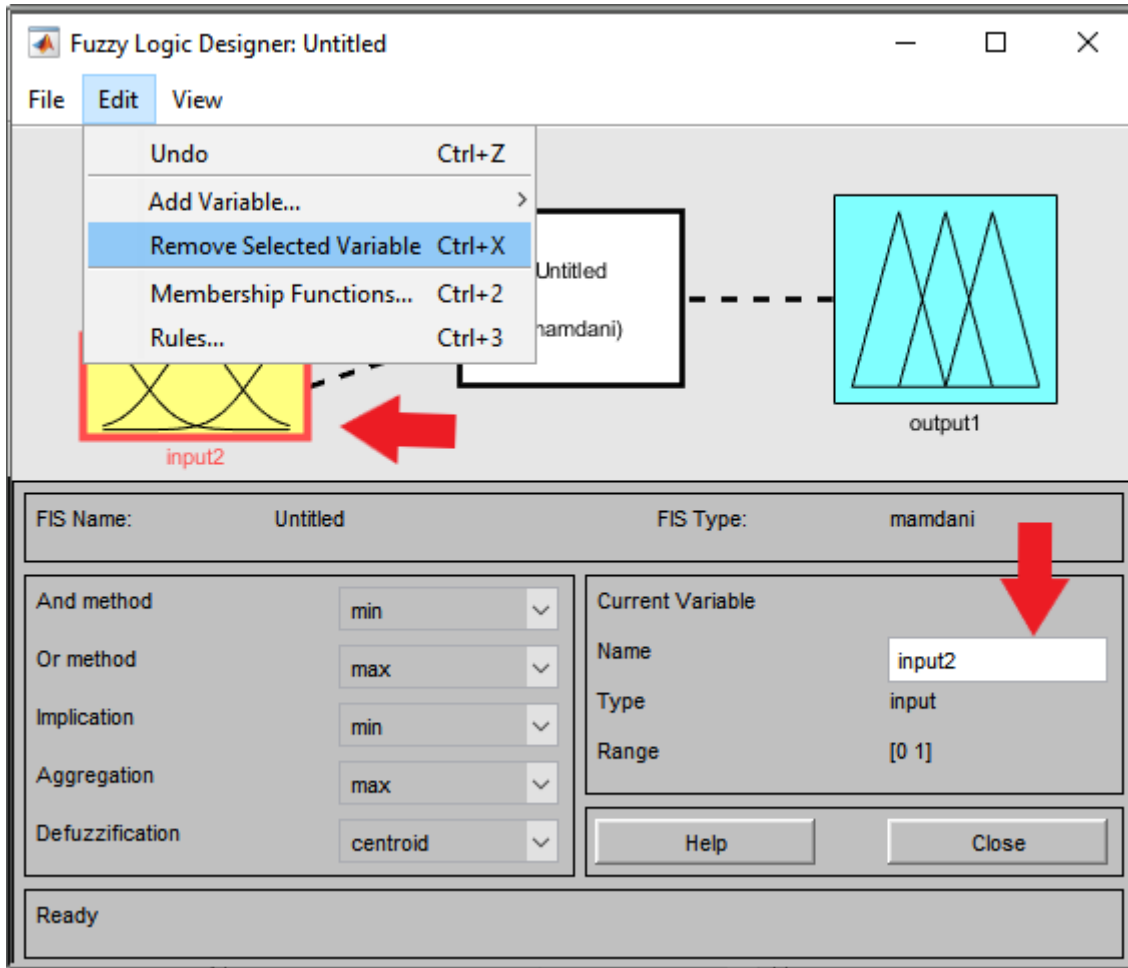 Fuzzy Logic Designer: Untitled
File Edit View
Undo Ctrl+Z
Add Variable...
Remove Selected Variable Ctrl+X
Membership Functions... Ctrl+2
Rules... Ctrl+3
Untitled
mamdani)
input2
output1
FIS Name: Untitled FIS Type: mamdani
And method min
Or method max
Implication min
Aggregation max
Defuzzification centroid
Current Variable
Name input2
Type input
Range [0 1]
Help Close
Ready